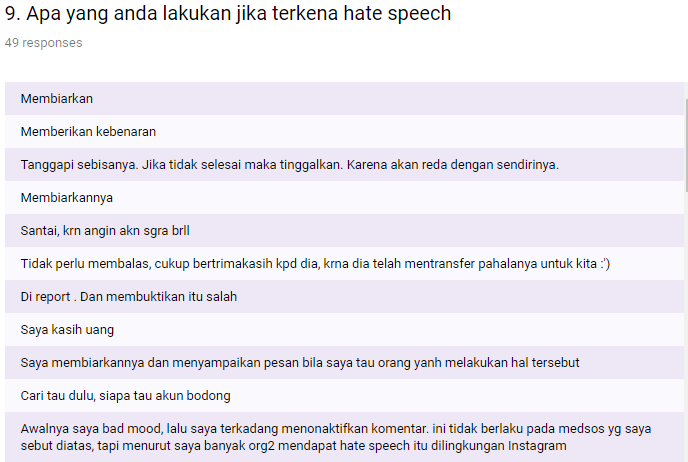 9. Apa yang anda lakukan jika terkena hate speech
49 responses
Membiarkan
Memberikan kebenaran
Tanggapi sebisanya. Jika tidak selesai maka tinggalkan. Karena akan reda dengan sendirinya.
Membiarkannya
Santai, krn angin akn sgra brll
Tidak perlu membalas, cukup bertrimakasih kpd dia, krna dia telah mentransfer pahalanya untuk kita :')
Di report . Dan membuktikan itu salah
Saya kasih uang
Saya membiarkannya dan menyampaikan pesan bila saya tau orang yanh melakukan hal tersebut
Cari tau dulu, siapa tau akun bodong
Awalnya saya bad mood, lalu saya terkadang menonaktifkan komentar. ini tidak berlaku pada medsos yg saya
sebut diatas, tapi menurut saya banyak org2 mendapat hate speech itu dilingkungan Instagram